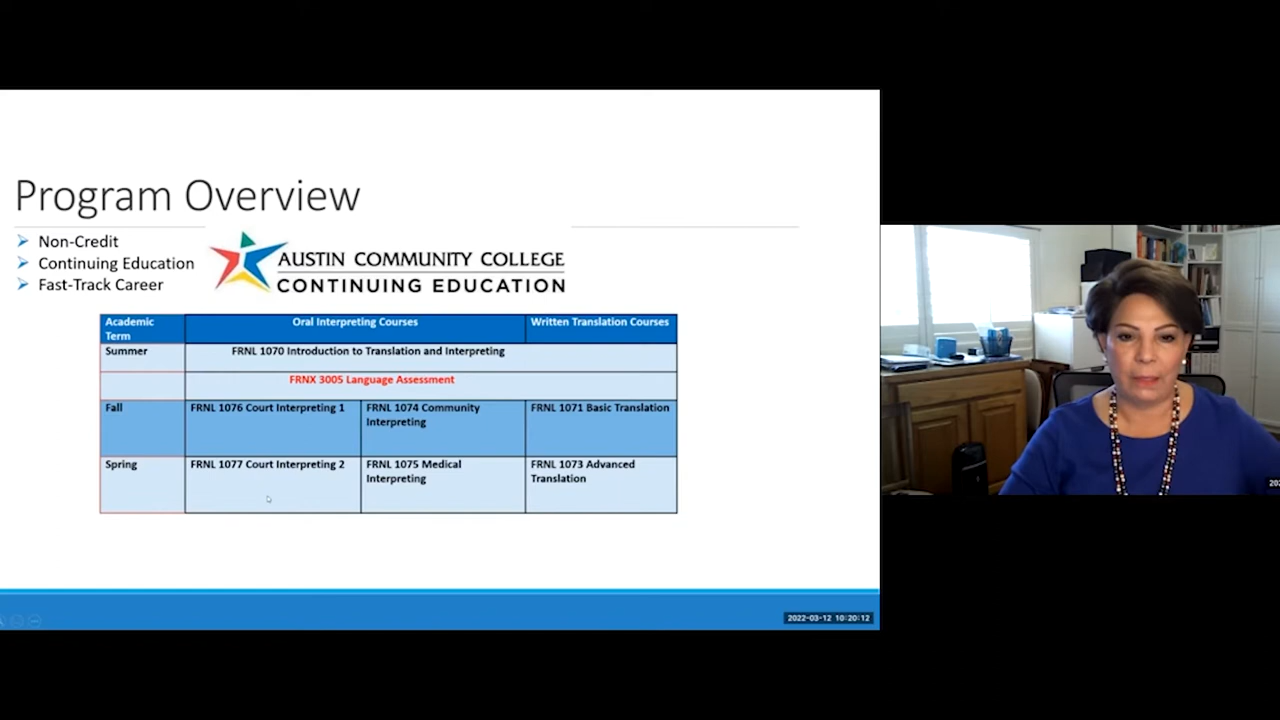 Program Overview
Non-Credit
Continuing Education
Fast-Track Career
AUSTIN COMMUNITY COLLEGE
CONTINUING EDUCATION
Academic Term
Oral Interpreting Courses
Written Translation Courses
Summer
FRNL 1070 Introduction to Translation and Interpreting
FRNX 3005 Language Assessment
Fall
FRNL 1076 Court Interpreting 1
FRNL 1074 Community
Interpreting
FRNL 1071 Basic Translation
Spring
FRNL 1077 Court Interpreting 2
FRNL 1075 Medical
Interpreting
FRNL 1073 Advanced
Translation
2022-03-12 10:20:12
202